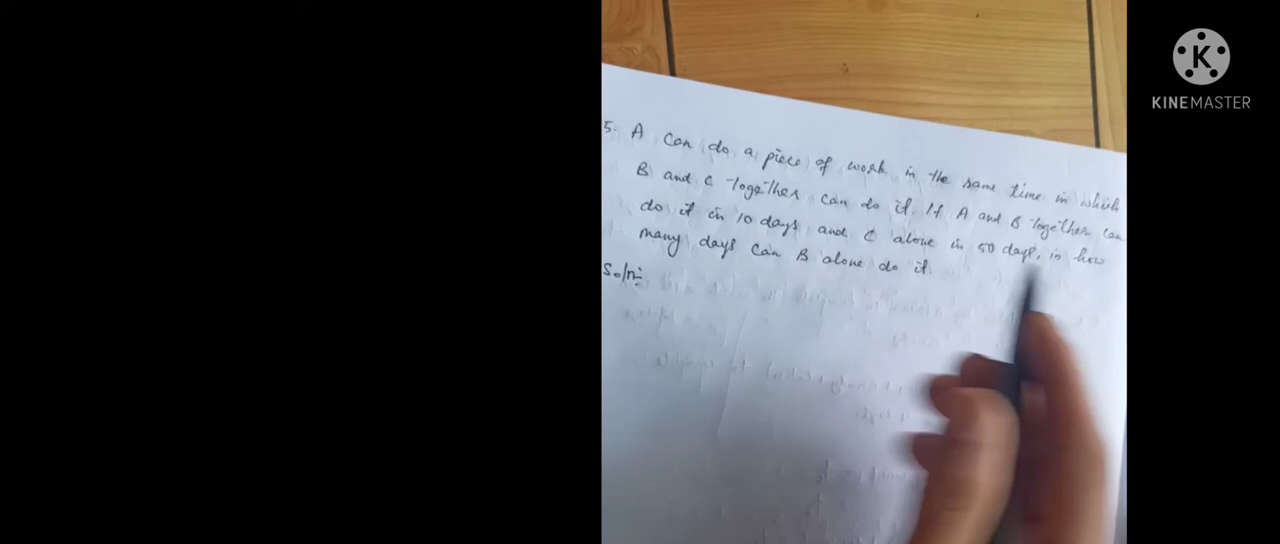 5. A can do a piece of work in the same time in which
B and C together can do it. If A and B together can
do it in 10 days and C alone in 50 days, in how
many days can B alone do it.
Soln:
K
KINEMASTER